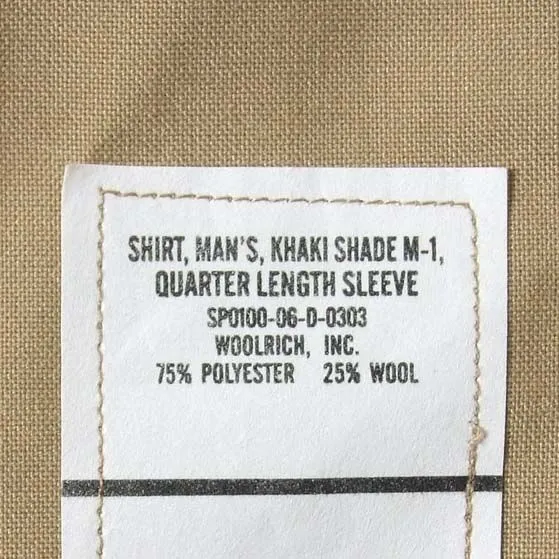 SHIRT, MAN'S, KHAKI SHADE M-1,
QUARTER LENGTH SLEEVE
SP0100-06-D-0303
WOOLRICH, INC.
75% POLYESTER 25% WOOL